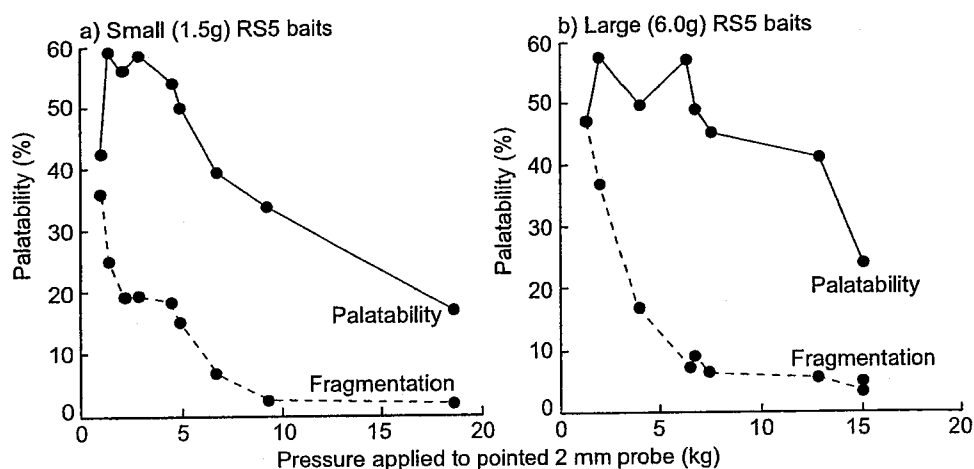 a) Small (1.5g) RS5 baits
60
50
40
30
20
10
0
Palatability (%)
Palatability
Fragmentation
0 5 10 15 20
b) Large (6.0g) RS5 baits
60
50
40
30
20
10
0
Palatability (%)
Palatability
Fragmentation
0 5 10 15 20
Pressure applied to pointed 2 mm probe (kg)